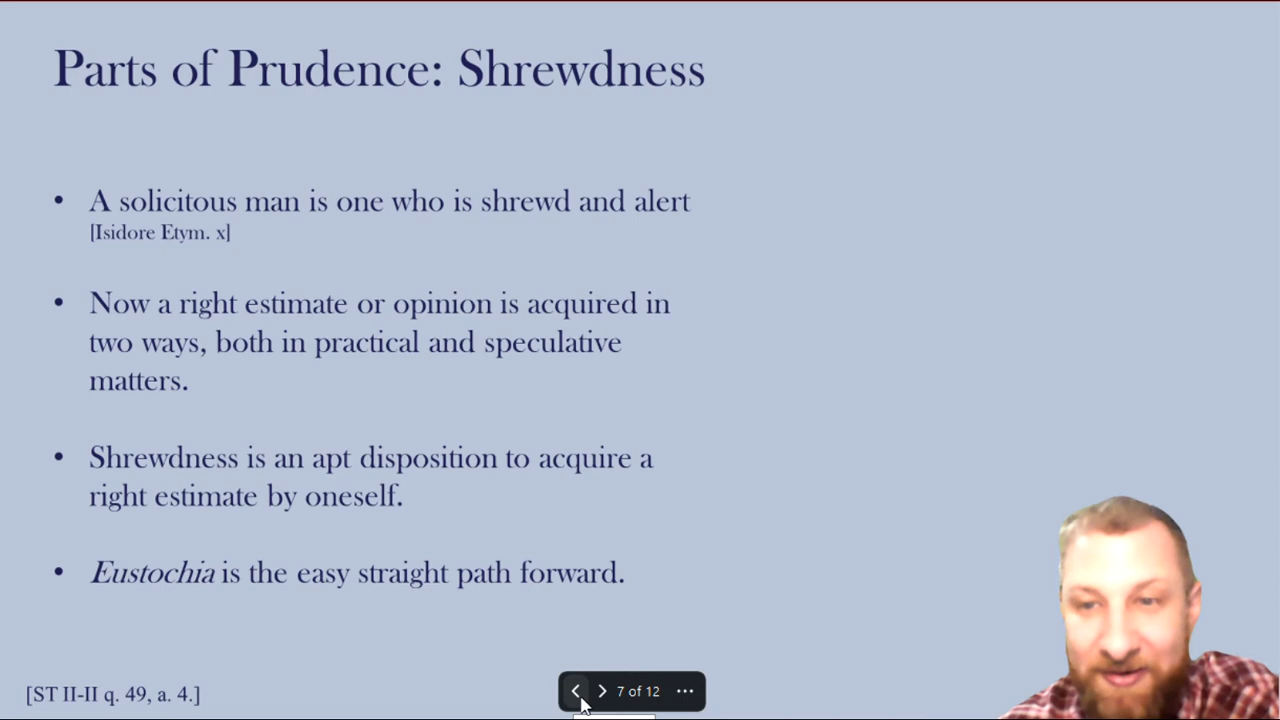 Parts of Prudence: Shrewdness
• A solicitous man is one who is shrewd and alert
[Isidore Etym. x]
• Now a right estimate or opinion is acquired in
two ways, both in practical and speculative
matters.
• Shrewdness is an apt disposition to acquire a
right estimate by oneself.
• Eustochia is the easy straight path forward.
[ST II-II q. 49, a. 4.]
7 of 12